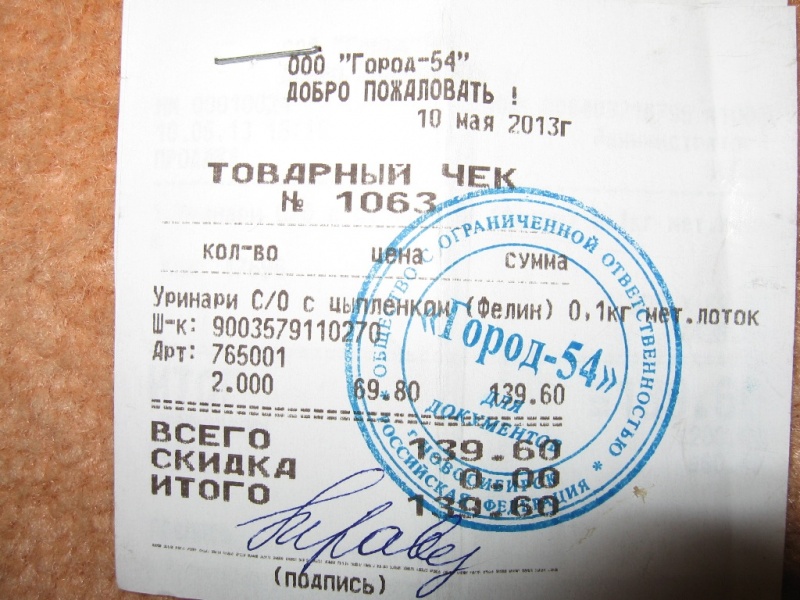 ООО "Город-54"
ДОБРО ПОЖАЛОВАТЬ !
10 мая 2013г
ТОВАРНЫЙ ЧЕК
№ 1063
кол-во цена сумма
Уринари С/О с цыпленком (Фелин) 0,1кг мет.лоток
Ш-к: 9003579110270
Арт: 765001
2.000 69.80 139.60
ВСЕГО 139.60
СКИДКА 0.00
ИТОГО 139.60
(подпись)
* ОБЩЕСТВО С ОГРАНИЧЕННОЙ ОТВЕТСТВЕННОСТЬЮ *
«Город-54»
ДЛЯ
ДОКУМЕНТОВ
г. НОВОСИБИРСК
РОССИЙСКАЯ ФЕДЕРАЦИЯ